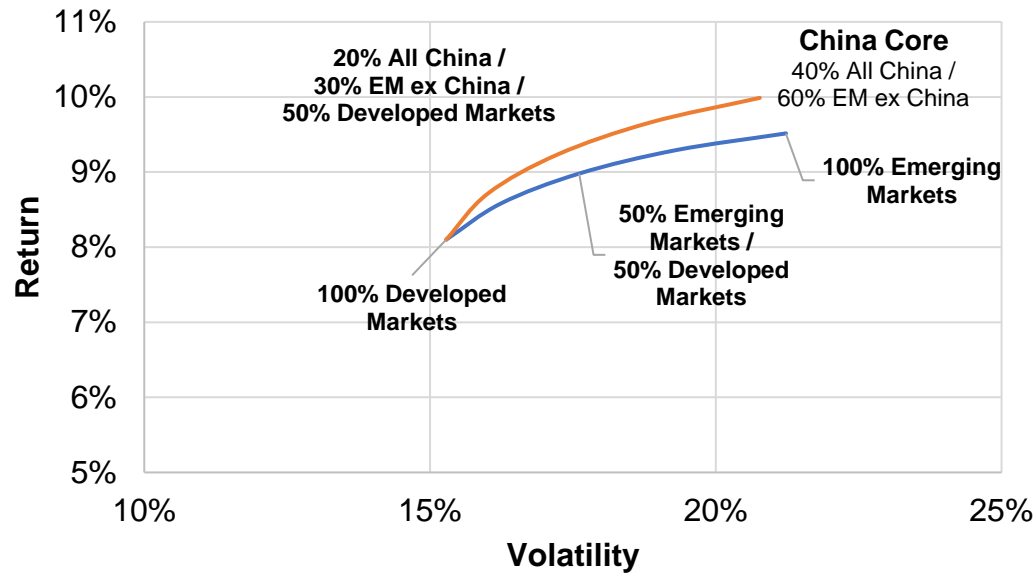 11%
10%
9%
8%
7%
6%
5%
Return
20% All China /
30% EM ex China /
50% Developed Markets
China Core
40% All China /
60% EM ex China
100% Emerging
Markets
50% Emerging
Markets /
50% Developed
Markets
100% Developed
Markets
10%
15%
20%
25%
Volatility